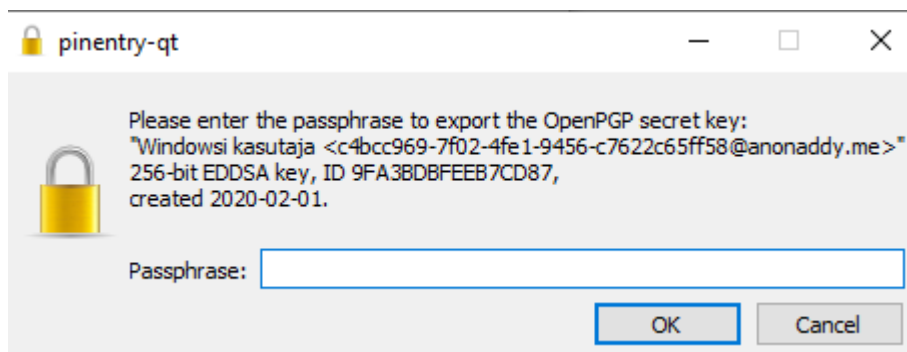 pinentry-qt
Please enter the passphrase to export the OpenPGP secret key:
"Windowsi kasutaja <c4bcc969-7f02-4fe1-9456-c7622c65ff58@anonaddy.me>"
256-bit EDDSA key, ID 9FA3BDBFEEB7CD87,
created 2020-02-01.
Passphrase:
OK Cancel